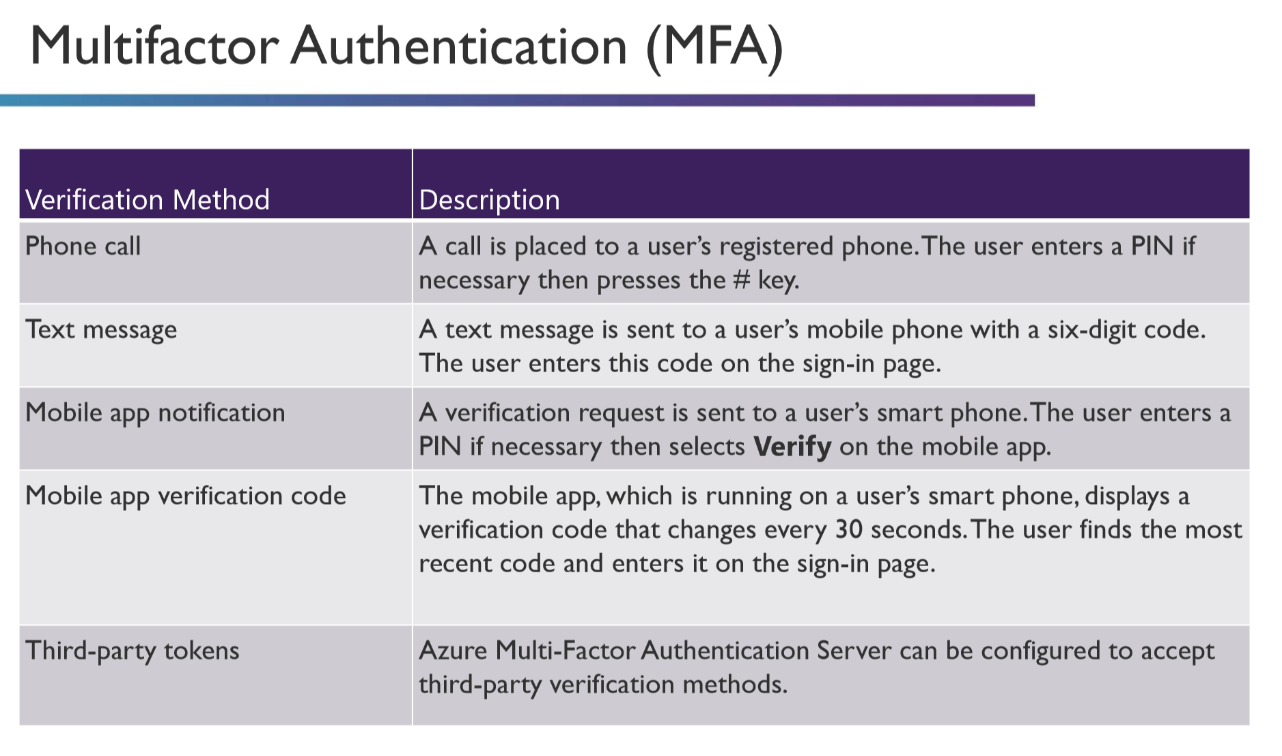 Multifactor Authentication (MFA)
Verification Method
Description
Phone call
A call is placed to a user's registered phone. The user enters a PIN if
necessary then presses the # key.
Text message
A text message is sent to a user's mobile phone with a six-digit code.
The user enters this code on the sign-in page.
Mobile app notification
A verification request is sent to a user's smart phone. The user enters a
PIN if necessary then selects Verify on the mobile app.
Mobile app verification code
The mobile app, which is running on a user's smart phone, displays a
verification code that changes every 30 seconds. The user finds the most
recent code and enters it on the sign-in page.
Third-party tokens
Azure Multi-Factor Authentication Server can be configured to accept
third-party verification methods.